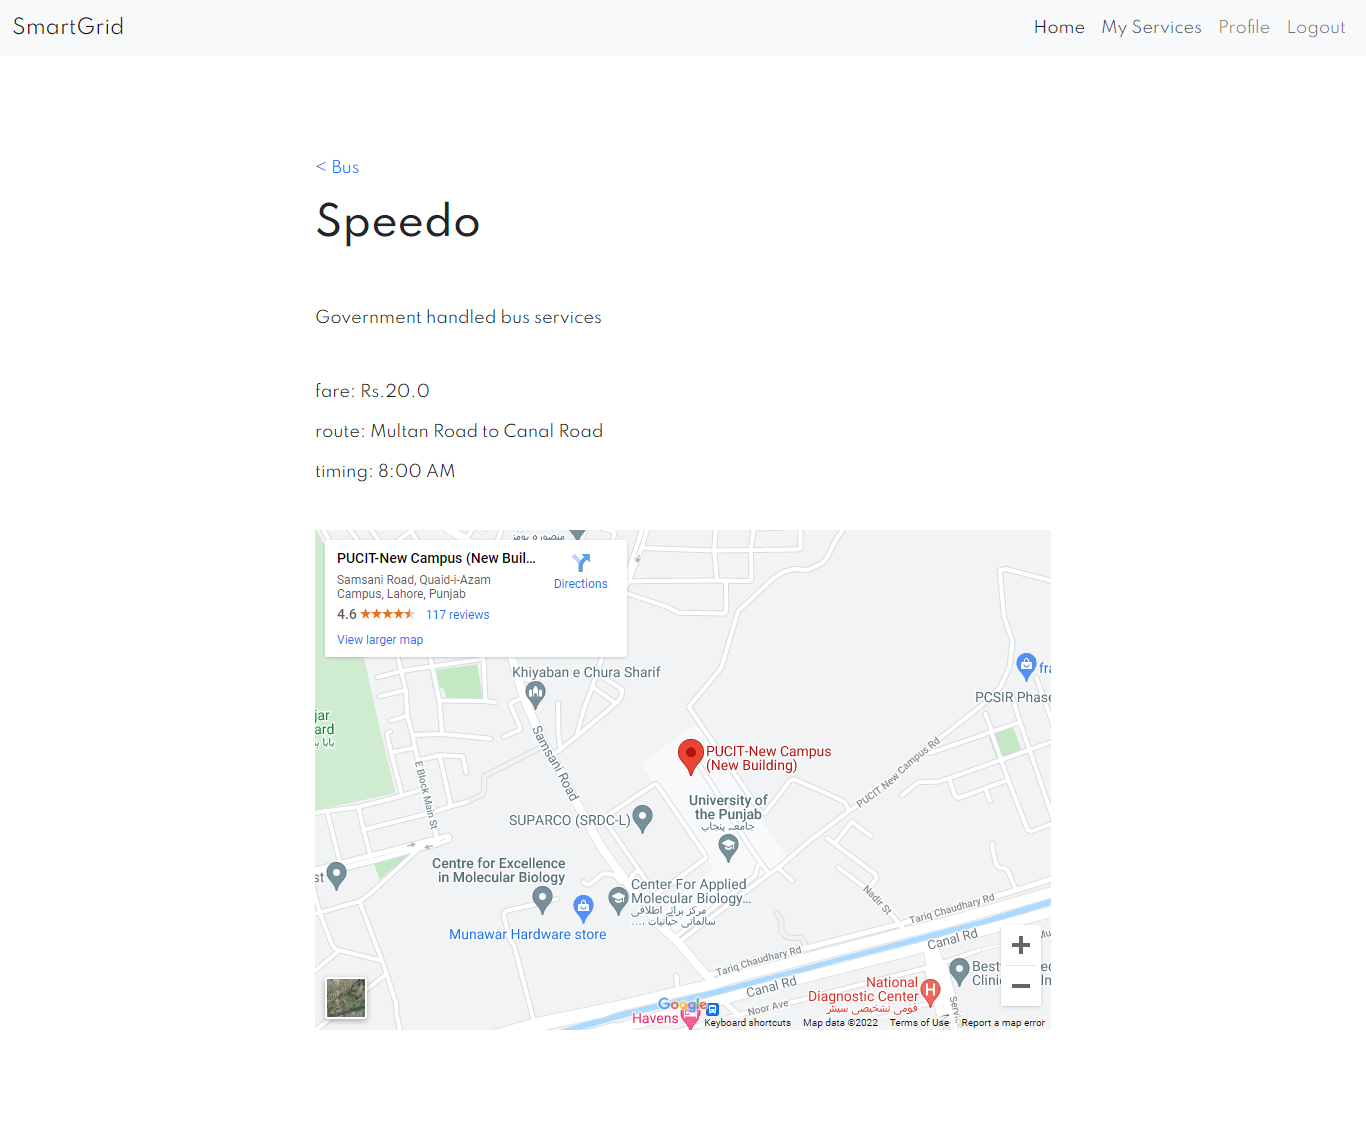 SmartGrid
Home My Services Profile Logout
< Bus
Speedo
Government handled bus services
fare: Rs.20.0
route: Multan Road to Canal Road
timing: 8:00 AM
PUCIT-New Campus (New Buil...
Directions
Samsani Road, Quaid-i-Azam
Campus, Lahore, Punjab
4.6 117 reviews
View larger map
Khiyaban e Chura Sharif
fra
PCSIR Phase
jar
ard
Samsani Road
E Block Main St
PUCIT-New Campus
(New Building)
PUCIT New Campus Rd
University of
the Punjab
جامعہ پنجاب
SUPARCO (SRDC-L)
Centre for Excellence
in Molecular Biology
st
Center For Applied
Molecular Biology...
مرکز برائے اطلاقی
سالماتی حیاتیات ...
Munawar Hardware store
Nadir St
Tariq Chaudhary Rd
Canal Rd
Mu
Tariq Chaudhary Rd
Canal Rd
Noor Ave
National
Diagnostic Center
قومی تشخیصی سینٹر
Best
Clini
Servi
Google
Havens
Keyboard shortcuts Map data ©2022 Terms of Use Report a map error